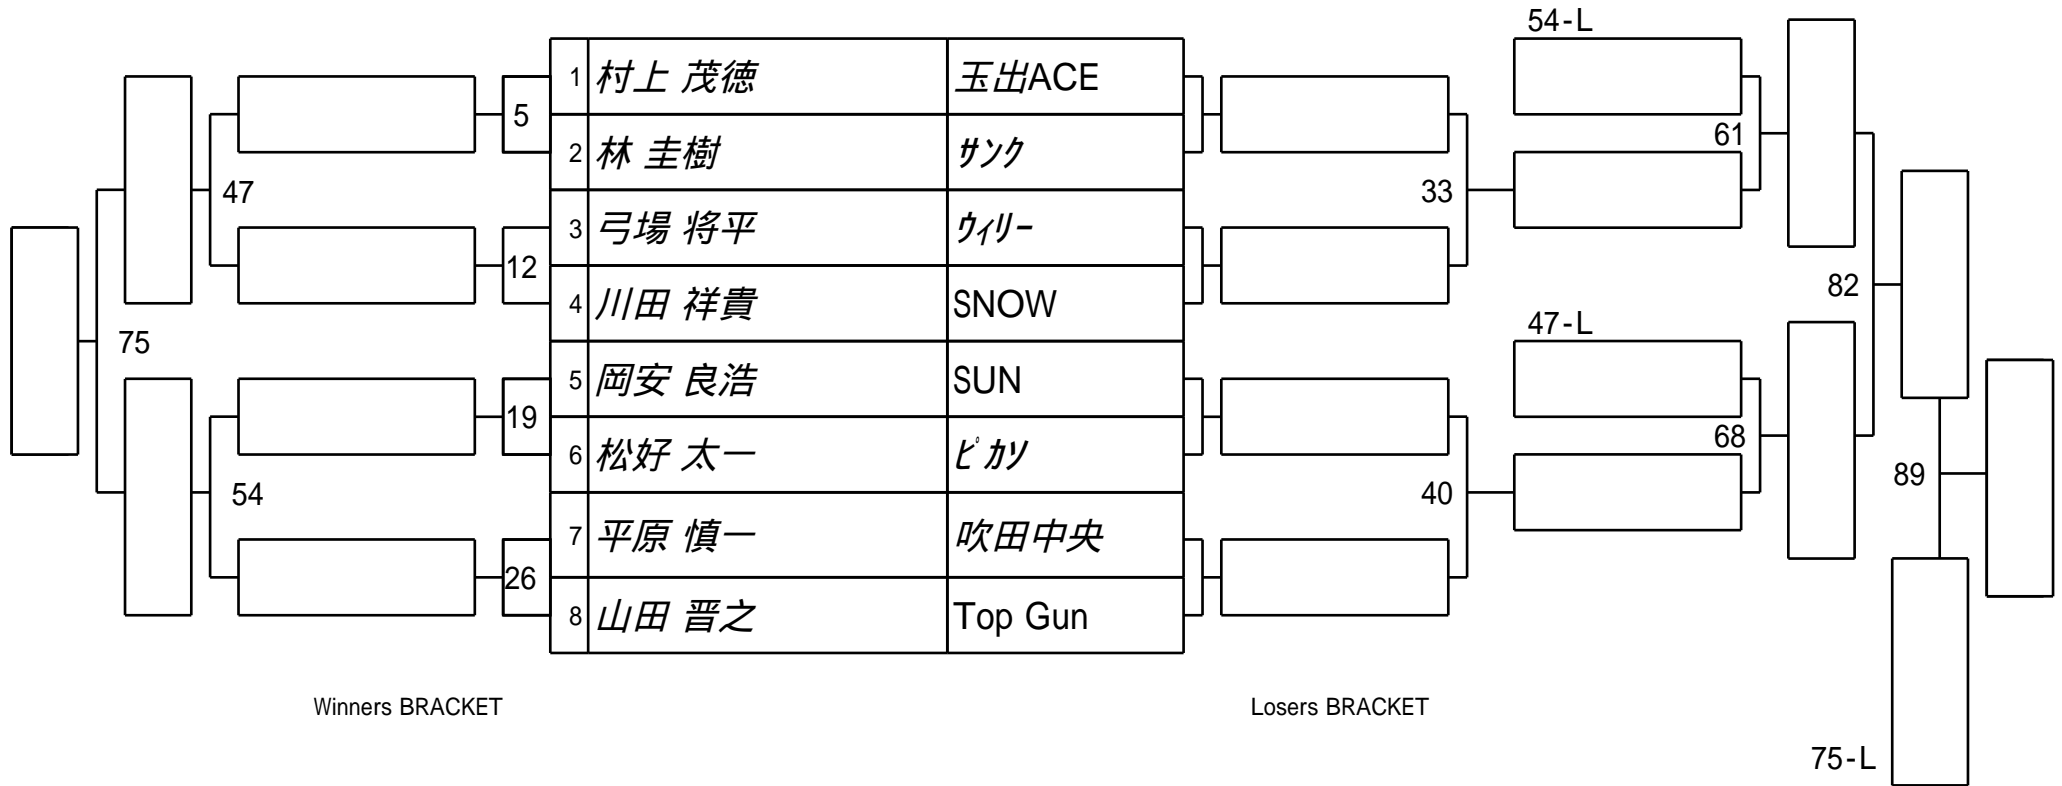 54-L
1 村上 茂徳 玉出ACE
5
2 林 圭樹 サンク
61
47
33
3 弓場 将平 ウィリー
12
4 川田 祥貴 SNOW
82
47-L
75
5 岡安 良浩 SUN
19
6 松好 太一 ピカソ
68
54
40
89
7 平原 慎一 吹田中央
26
8 山田 晋之 Top Gun
Winners BRACKET
Losers BRACKET
75-L